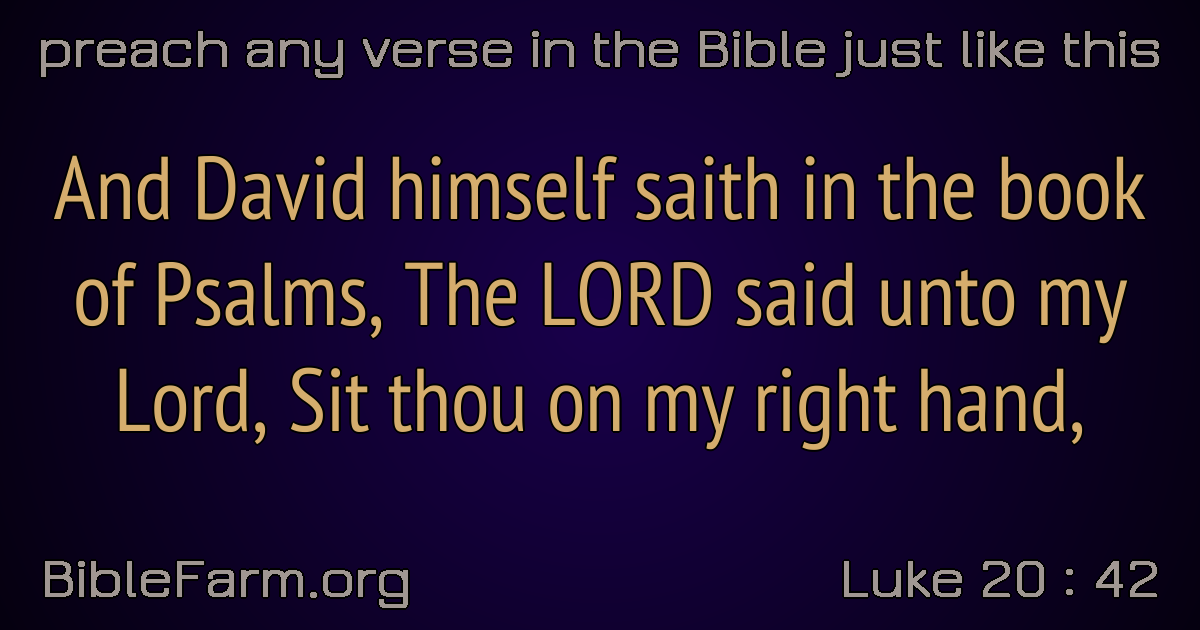 preach any verse in the Bible just like this
And David himself saith in the book
of Psalms, The LORD said unto my
Lord, Sit thou on my right hand,
BibleFarm.org
Luke 20 : 42